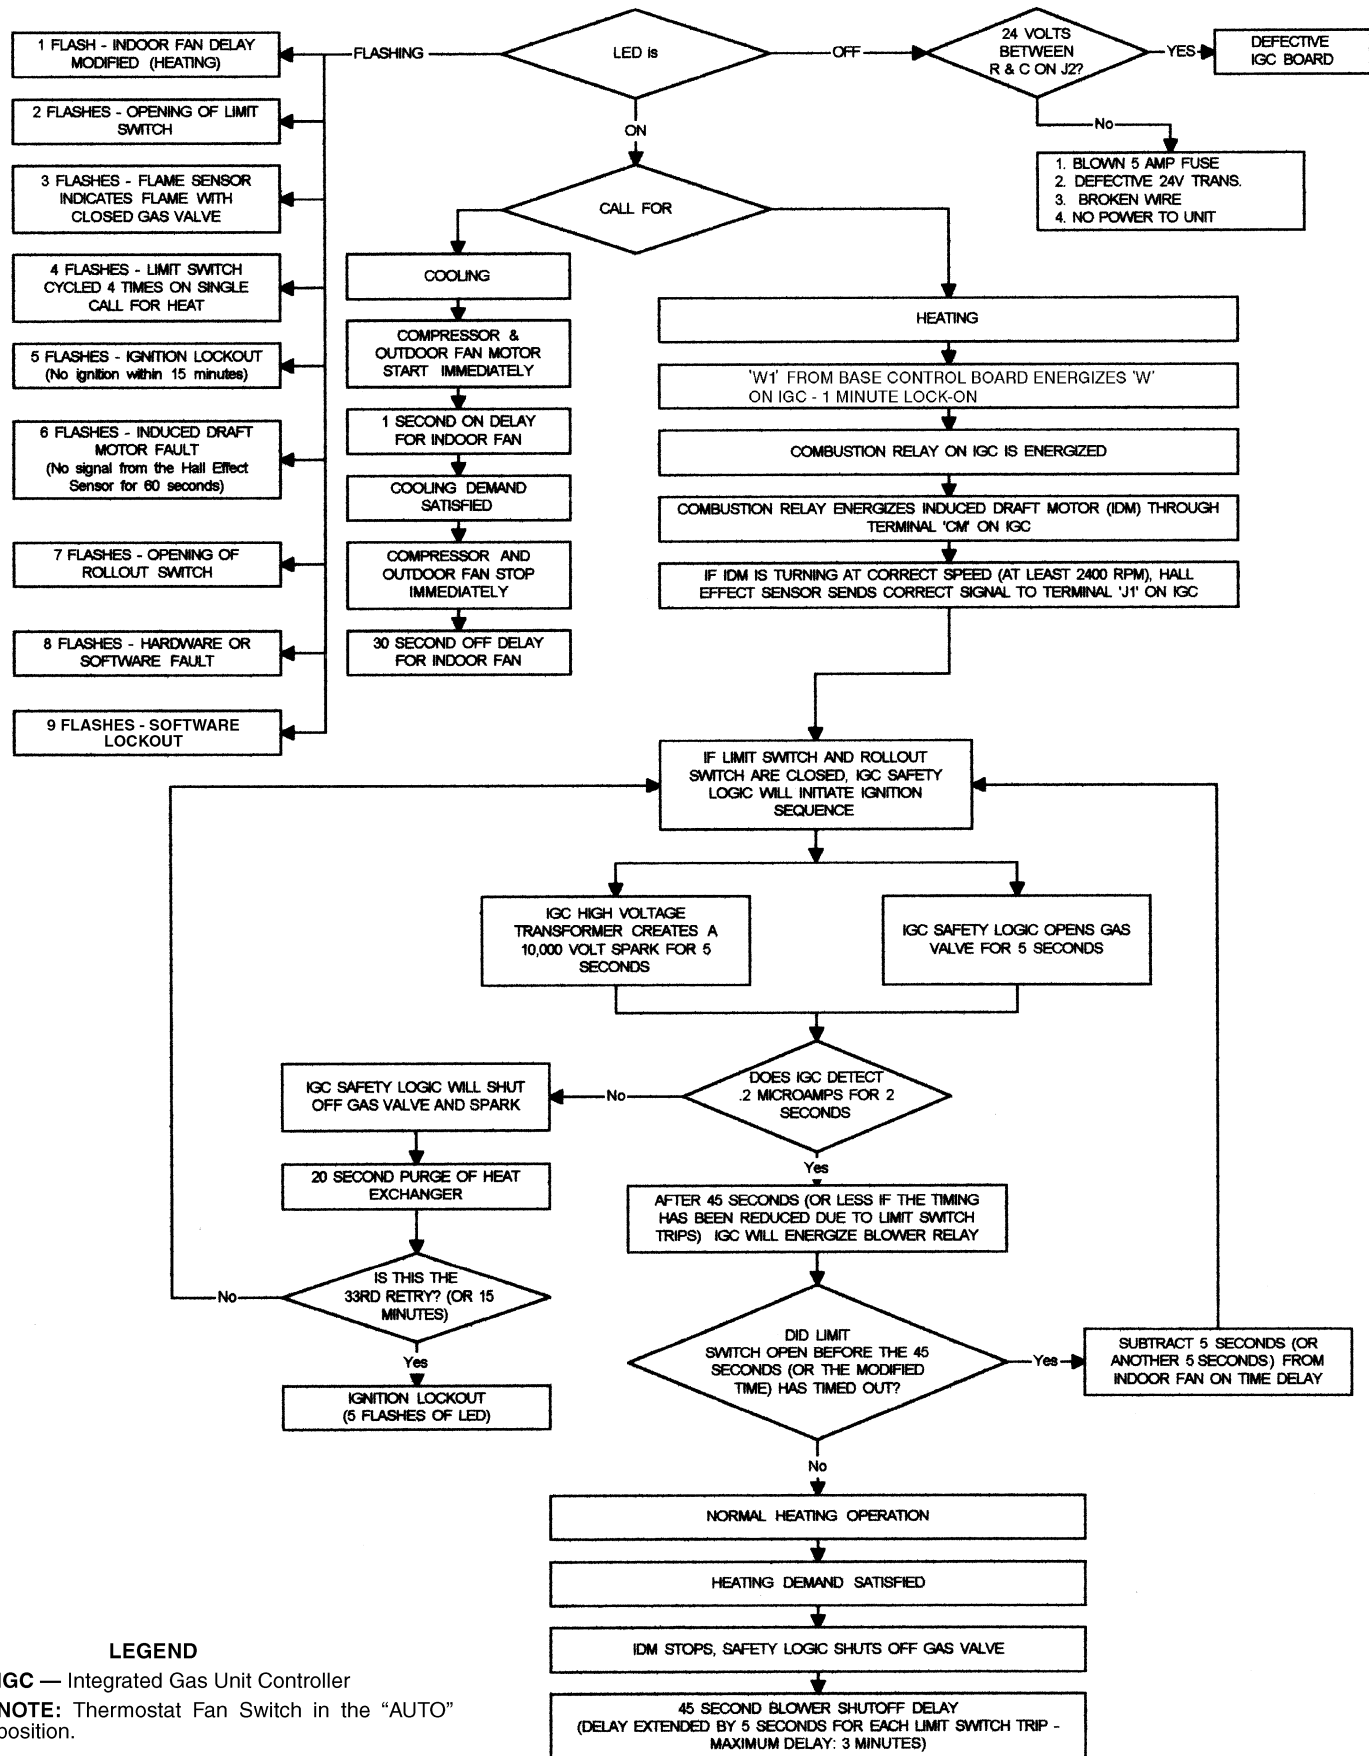 LED is
FLASHING
OFF
ON
24 VOLTS
BETWEEN
R & C ON J2?
YES
DEFECTIVE
IGC BOARD
No
1. BLOWN 5 AMP FUSE
2. DEFECTIVE 24V TRANS.
3. BROKEN WIRE
4. NO POWER TO UNIT
1 FLASH - INDOOR FAN DELAY
MODIFIED (HEATING)
2 FLASHES - OPENING OF LIMIT
SWITCH
3 FLASHES - FLAME SENSOR
INDICATES FLAME WITH
CLOSED GAS VALVE
4 FLASHES - LIMIT SWITCH
CYCLED 4 TIMES ON SINGLE
CALL FOR HEAT
5 FLASHES - IGNITION LOCKOUT
(No ignition within 15 minutes)
6 FLASHES - INDUCED DRAFT
MOTOR FAULT
(No signal from the Hall Effect
Sensor for 60 seconds)
7 FLASHES - OPENING OF
ROLLOUT SWITCH
8 FLASHES - HARDWARE OR
SOFTWARE FAULT
9 FLASHES - SOFTWARE
LOCKOUT
CALL FOR
COOLING
COMPRESSOR &
OUTDOOR FAN MOTOR
START IMMEDIATELY
1 SECOND ON DELAY
FOR INDOOR FAN
COOLING DEMAND
SATISFIED
COMPRESSOR AND
OUTDOOR FAN STOP
IMMEDIATELY
30 SECOND OFF DELAY
FOR INDOOR FAN
HEATING
'W1' FROM BASE CONTROL BOARD ENERGIZES 'W'
ON IGC - 1 MINUTE LOCK-ON
COMBUSTION RELAY ON IGC IS ENERGIZED
COMBUSTION RELAY ENERGIZES INDUCED DRAFT MOTOR (IDM) THROUGH
TERMINAL 'CM' ON IGC
IF IDM IS TURNING AT CORRECT SPEED (AT LEAST 2400 RPM), HALL
EFFECT SENSOR SENDS CORRECT SIGNAL TO TERMINAL 'J1' ON IGC
IF LIMIT SWITCH AND ROLLOUT
SWITCH ARE CLOSED, IGC SAFETY
LOGIC WILL INITIATE IGNITION
SEQUENCE
IGC HIGH VOLTAGE
TRANSFORMER CREATES A
10,000 VOLT SPARK FOR 5
SECONDS
IGC SAFETY LOGIC OPENS GAS
VALVE FOR 5 SECONDS
DOES IGC DETECT
.2 MICROAMPS FOR 2
SECONDS
No
Yes
IGC SAFETY LOGIC WILL SHUT
OFF GAS VALVE AND SPARK
20 SECOND PURGE OF HEAT
EXCHANGER
IS THIS THE
33RD RETRY? (OR 15
MINUTES)
No
Yes
IGNITION LOCKOUT
(5 FLASHES OF LED)
AFTER 45 SECONDS (OR LESS IF THE TIMING
HAS BEEN REDUCED DUE TO LIMIT SWITCH
TRIPS) IGC WILL ENERGIZE BLOWER RELAY
DID LIMIT
SWITCH OPEN BEFORE THE 45
SECONDS (OR THE MODIFIED
TIME) HAS TIMED OUT?
Yes
SUBTRACT 5 SECONDS (OR
ANOTHER 5 SECONDS) FROM
INDOOR FAN ON TIME DELAY
No
NORMAL HEATING OPERATION
HEATING DEMAND SATISFIED
IDM STOPS, SAFETY LOGIC SHUTS OFF GAS VALVE
45 SECOND BLOWER SHUTOFF DELAY
(DELAY EXTENDED BY 5 SECONDS FOR EACH LIMIT SWITCH TRIP -
MAXIMUM DELAY: 3 MINUTES)
LEGEND
IGC — Integrated Gas Unit Controller
NOTE: Thermostat Fan Switch in the “AUTO”
position.